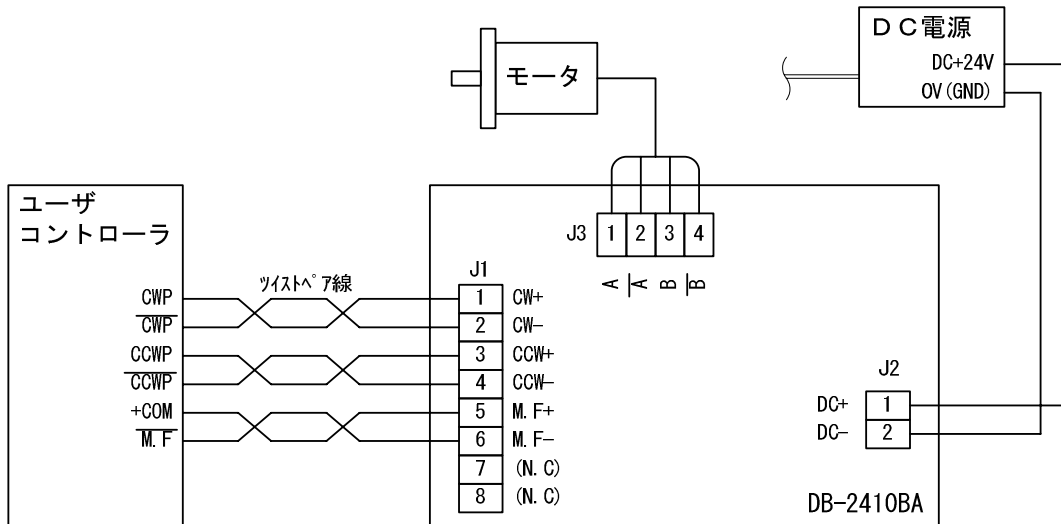 DC電源
DC+24V
0V(GND)
モータ
ユーザ
コントローラ
J3 1 2 3 4
A A̅ B B̅
ツイストペア線
J1
CWP 1 CW+
C̅W̅P̅ 2 CW-
CCWP 3 CCW+
C̅C̅W̅P̅ 4 CCW-
+COM 5 M.F+
M̅.̅F̅ 6 M.F-
7 (N.C)
8 (N.C)
J2
DC+ 1
DC- 2
DB-2410BA